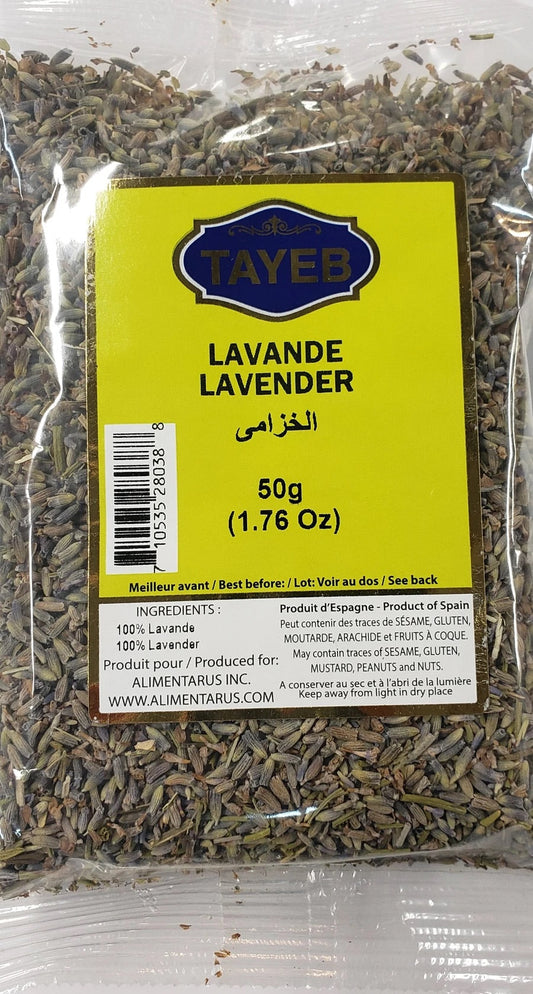 TAYEB
LAVANDE
LAVENDER
الخزامى
50g
(1.76 Oz)
7 10535 28038 8
Meilleur avant / Best before: / Lot: Voir au dos / See back
INGREDIENTS :
100% Lavande
100% Lavender
Produit pour / Produced for:
ALIMENTARUS INC.
WWW.ALIMENTARUS.COM
Produit d'Espagne - Product of Spain
Peut contenir des traces de SÉSAME, GLUTEN,
MOUTARDE, ARACHIDE et FRUITS À COQUE.
May contain traces of SESAME, GLUTEN,
MUSTARD, PEANUTS and NUTS.
A conserver au sec et à l'abri de la lumière
Keep away from light in dry place